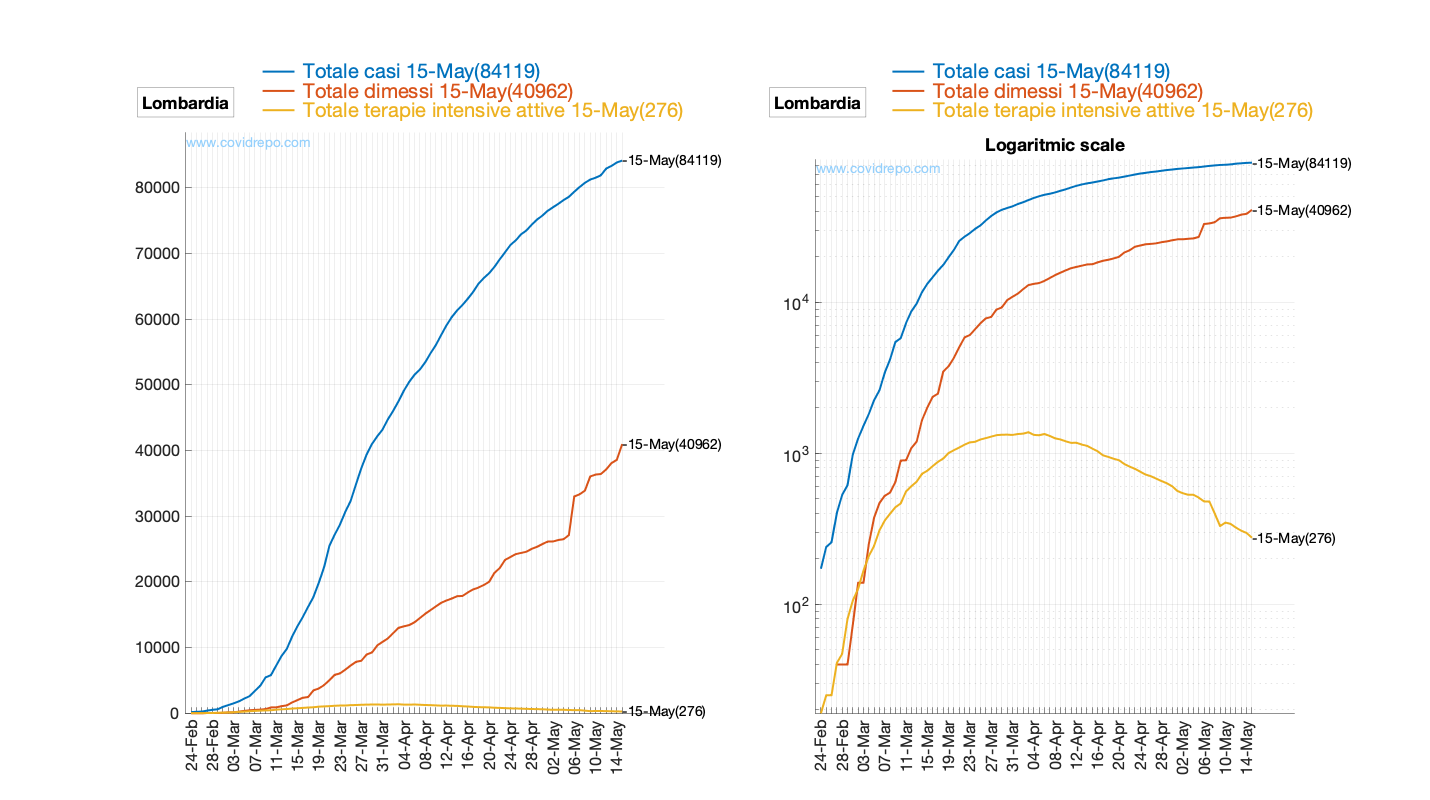 Totale casi 15-May(84119)
Totale dimessi 15-May(40962)
Totale terapie intensive attive 15-May(276)
Lombardia
www.covidrepo.com
15-May(84119)
15-May(40962)
15-May(276)
80000
70000
60000
50000
40000
30000
20000
10000
0
24-Feb
28-Feb
03-Mar
07-Mar
11-Mar
15-Mar
19-Mar
23-Mar
27-Mar
31-Mar
04-Apr
08-Apr
12-Apr
16-Apr
20-Apr
24-Apr
28-Apr
02-May
06-May
10-May
14-May
Totale casi 15-May(84119)
Totale dimessi 15-May(40962)
Totale terapie intensive attive 15-May(276)
Lombardia
Logaritmic scale
www.covidrepo.com
15-May(84119)
15-May(40962)
15-May(276)
10^4
10^3
10^2
24-Feb
28-Feb
03-Mar
07-Mar
11-Mar
15-Mar
19-Mar
23-Mar
27-Mar
31-Mar
04-Apr
08-Apr
12-Apr
16-Apr
20-Apr
24-Apr
28-Apr
02-May
06-May
10-May
14-May